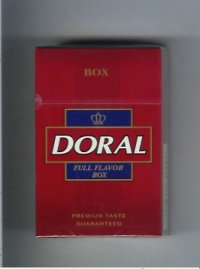 BOX
DORAL
FULL FLAVOR
BOX
PREMIUM TASTE
GUARANTEED